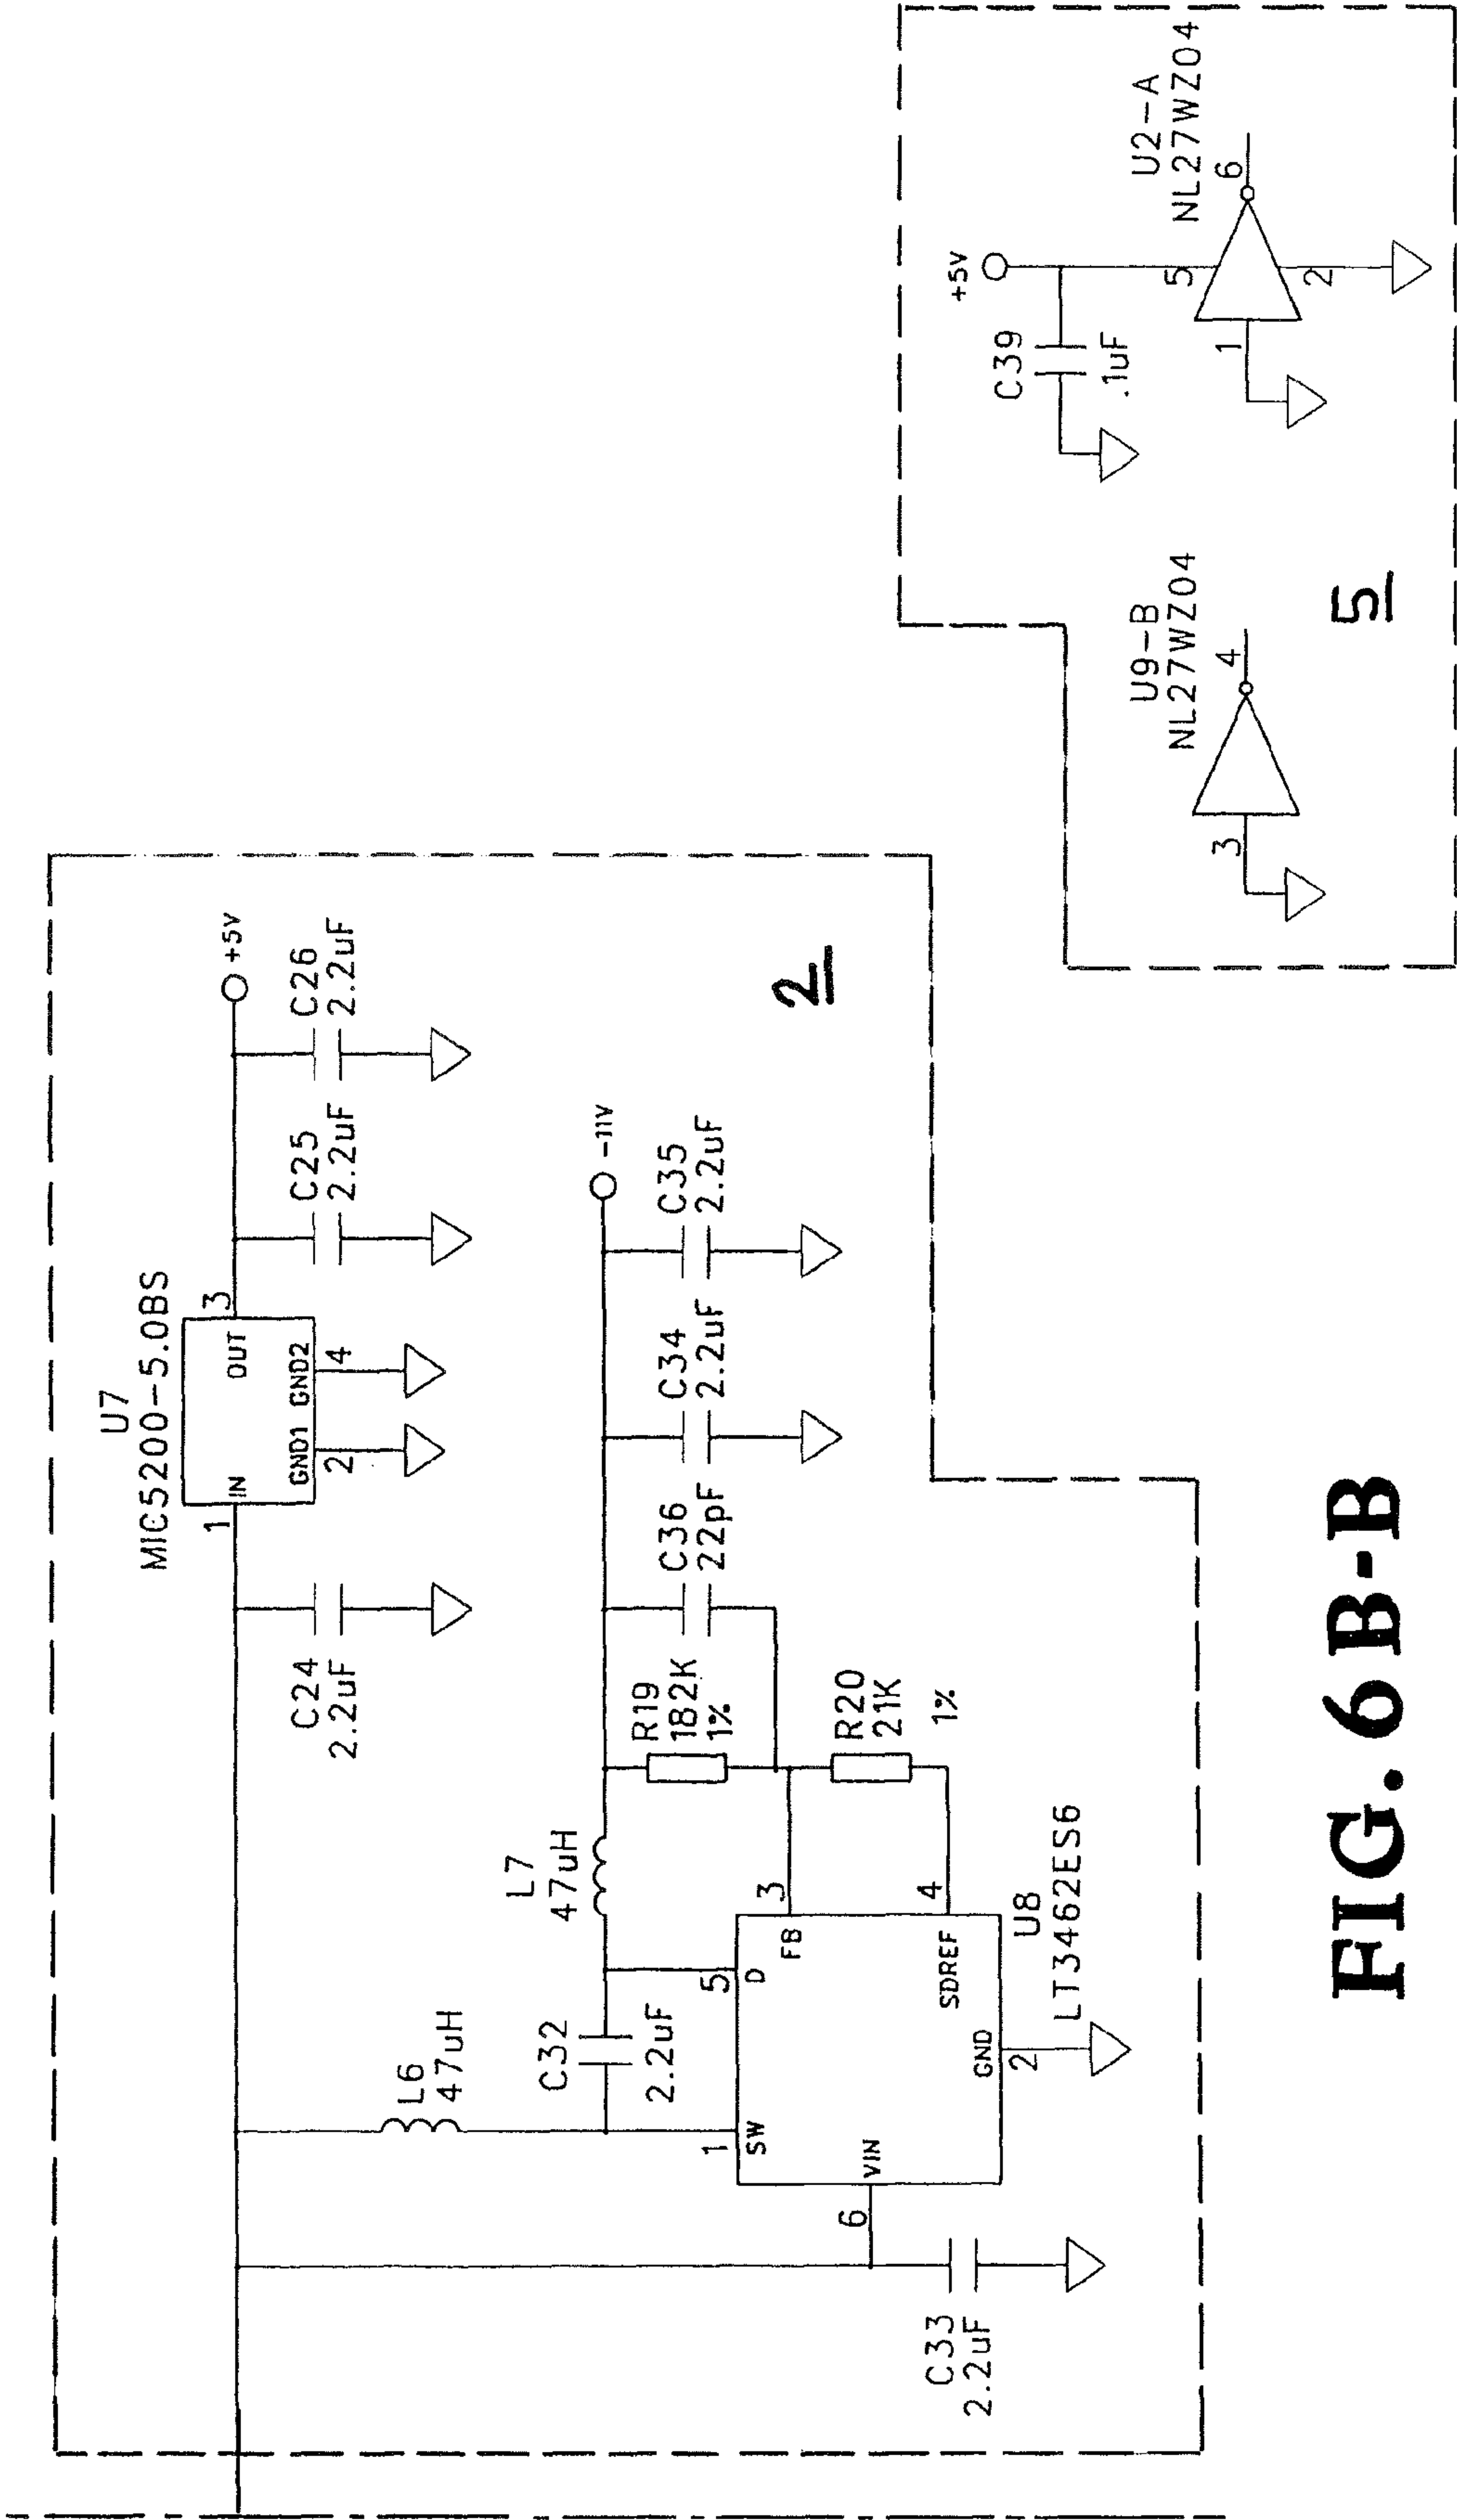 U7
MIC5200-5.0BS
1
IN
OUT
3
GND1
GND2
2
4
+5V
C24
2.2uF
C25
2.2uF
C26
2.2uF
L6
47uH
L7
47uH
C32
2.2uF
R19
182K
1%
C36
22pF
C34
2.2uF
C35
2.2uF
-11V
R20
21K
1%
1
SW
5
D
3
FB
4
SDREF
6
VIN
GND
2
U8
LT3462ES6
C33
2.2uF
2
+5V
C39
.1uF
U2-A
NL27WZ04
5
1
6
2
U9-B
NL27WZ04
3
4
5
FIG. 6 B-B